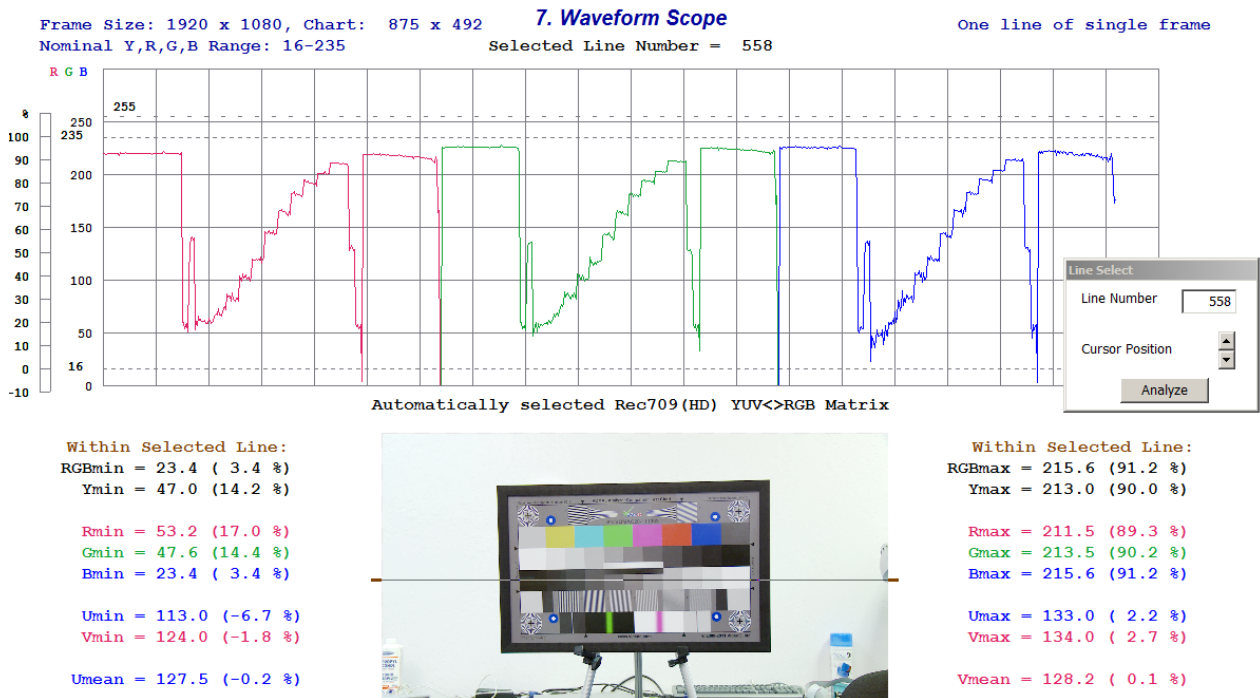 7. Waveform Scope
Frame Size: 1920 x 1080, Chart: 875 x 492
One line of single frame
Nominal Y,R,G,B Range: 16-235
Selected Line Number = 558
R G B
%
100
90
80
70
60
50
40
30
20
10
0
-10
255
250
235
200
150
100
50
16
0
Line Select
Line Number 558
Cursor Position
Analyze
Automatically selected Rec709(HD) YUV<>RGB Matrix
Within Selected Line:
RGBmin = 23.4 ( 3.4 %)
Ymin = 47.0 (14.2 %)
Rmin = 53.2 (17.0 %)
Gmin = 47.6 (14.4 %)
Bmin = 23.4 ( 3.4 %)
Umin = 113.0 (-6.7 %)
Vmin = 124.0 (-1.8 %)
Umean = 127.5 (-0.2 %)
Within Selected Line:
RGBmax = 215.6 (91.2 %)
Ymax = 213.0 (90.0 %)
Rmax = 211.5 (89.3 %)
Gmax = 213.5 (90.2 %)
Bmax = 215.6 (91.2 %)
Umax = 133.0 ( 2.2 %)
Vmax = 134.0 ( 2.7 %)
Vmean = 128.2 ( 0.1 %)